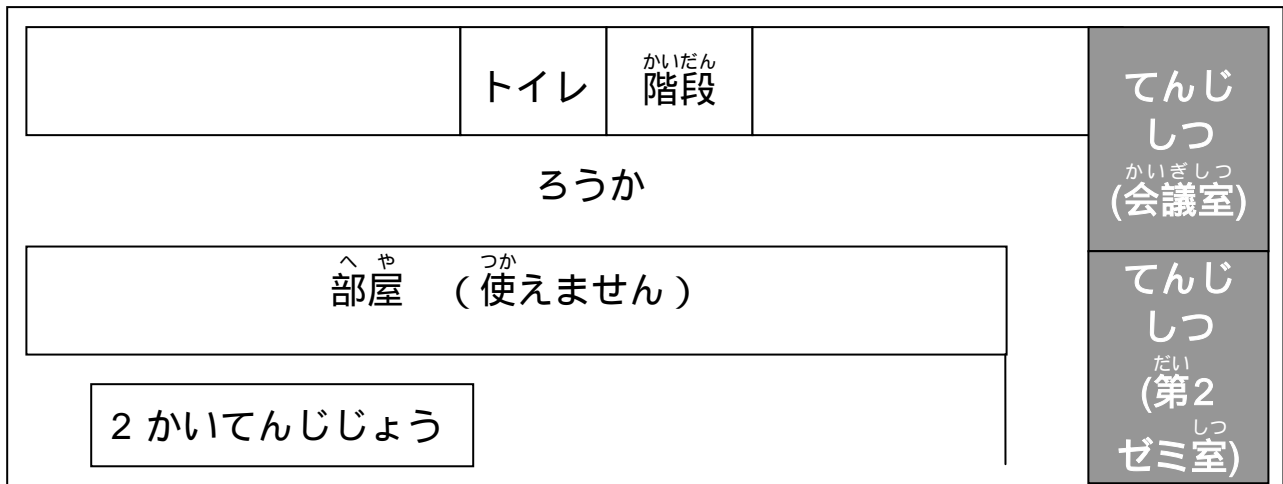 トイレ
かいだん
階段
てんじ
しつ
かいぎしつ
(会議室)
ろうか
へや つか
部屋 (使えません)
てんじ
しつ
だい
(第2
しつ
ゼミ室)
2 かいてんじじょう